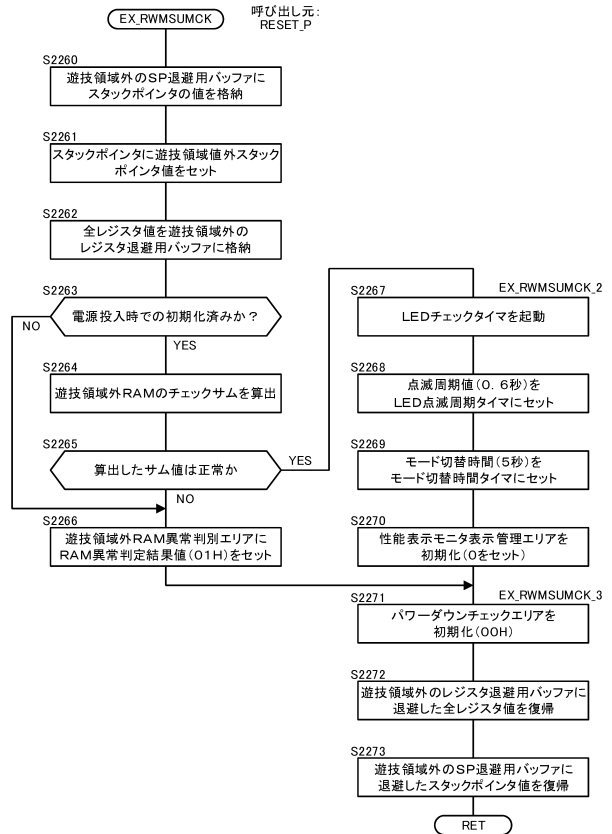 EX_RWMSUMCK
呼び出し元:
RESET_P
S2260
遊技領域外のSP退避用バッファに
スタックポインタの値を格納
S2261
スタックポインタに遊技領域値外スタック
ポインタ値をセット
S2262
全レジスタ値を遊技領域外の
レジスタ退避用バッファに格納
S2263
電源投入時での初期化済みか？
NO
YES
S2264
遊技領域外RAMのチェックサムを算出
S2265
算出したサム値は正常か
YES
NO
S2266
遊技領域外RAM異常判別エリアに
RAM異常判定結果値(01H)をセット
S2267
EX_RWMSUMCK_2
LEDチェックタイマを起動
S2268
点滅周期値(0.6秒)を
LED点滅周期タイマにセット
S2269
モード切替時間(5秒)を
モード切替時間タイマにセット
S2270
性能表示モニタ表示管理エリアを
初期化(0をセット)
S2271
EX_RWMSUMCK_3
パワーダウンチェックエリアを
初期化(00H)
S2272
遊技領域外のレジスタ退避用バッファに
退避した全レジスタ値を復帰
S2273
遊技領域外のSP退避用バッファに
退避したスタックポインタ値を復帰
RET